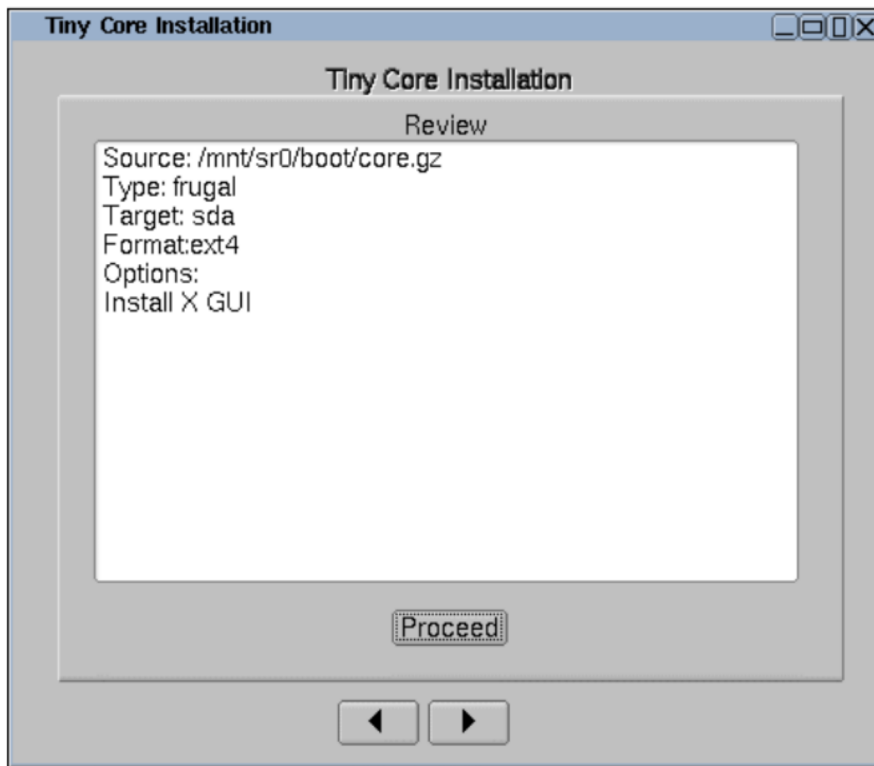 Tiny Core Installation
Tiny Core Installation
Review
Source: /mnt/sr0/boot/core.gz
Type: frugal
Target: sda
Format:ext4
Options:
Install X GUI
Proceed